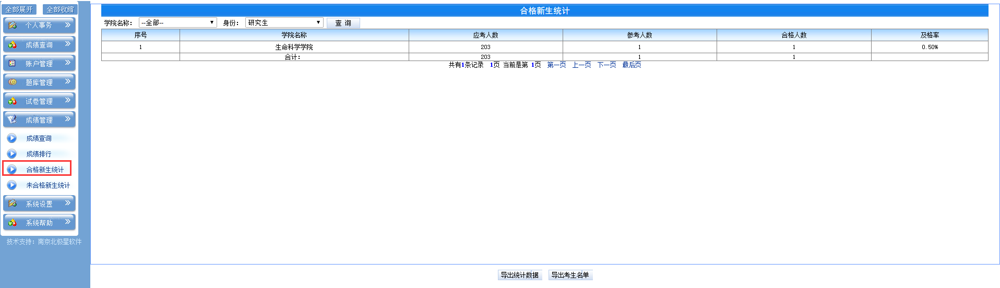 全部展开 全部收缩
个人事务
成绩查询
账户管理
题库管理
试卷管理
成绩管理
成绩查询
成绩排行
合格新生统计
未合格新生统计
系统设置
系统帮助
技术支持：南京北极星软件
合格新生统计
学院名称： --全部-- 身份： 研究生 查 询
序号 学院名称 应考人数 参考人数 合格人数 及格率
1 生命科学学院 203 1 1 0.50%
合计： 203 1 1
共有1条记录 1页 当前是第 1页 第一页 上一页 下一页 最后页
导出统计数据 导出考生名单